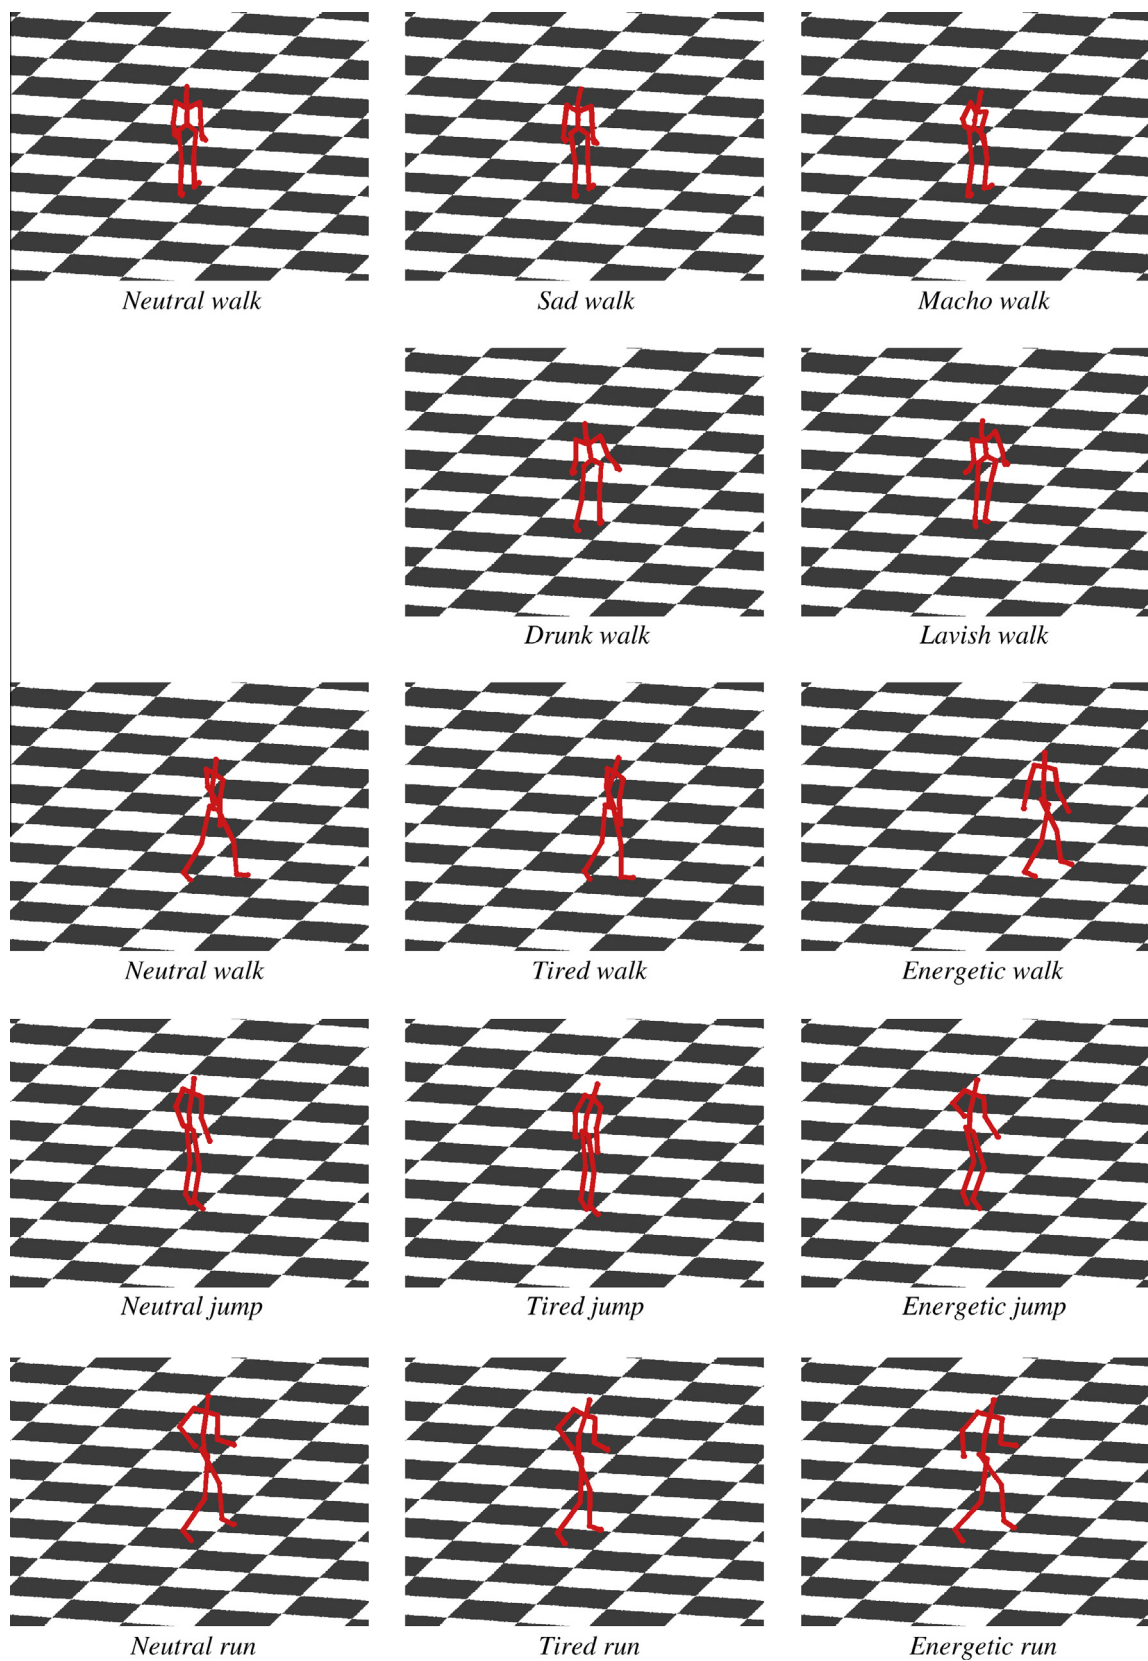 Neutral walk
Sad walk
Macho walk
Drunk walk
Lavish walk
Neutral walk
Tired walk
Energetic walk
Neutral jump
Tired jump
Energetic jump
Neutral run
Tired run
Energetic run